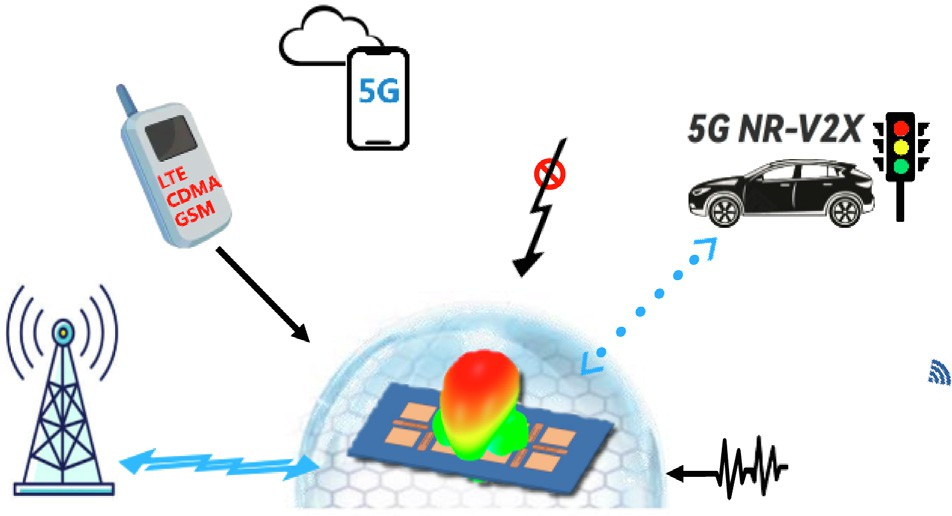 5G
5G NR-V2X
LTE
CDMA
GSM